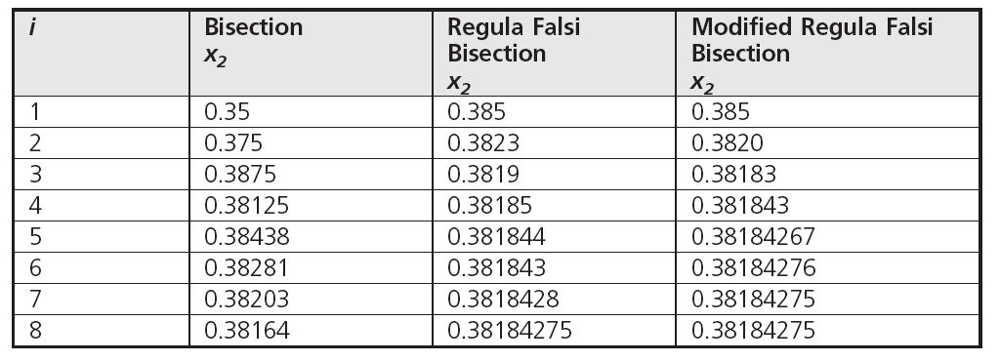 i Bisection x₂ Regula Falsi Bisection x₂ Modified Regula Falsi Bisection x₂
1 0.35 0.385 0.385
2 0.375 0.3823 0.3820
3 0.3875 0.3819 0.38183
4 0.38125 0.38185 0.381843
5 0.38438 0.381844 0.38184267
6 0.38281 0.381843 0.38184276
7 0.38203 0.3818428 0.38184275
8 0.38164 0.38184275 0.38184275